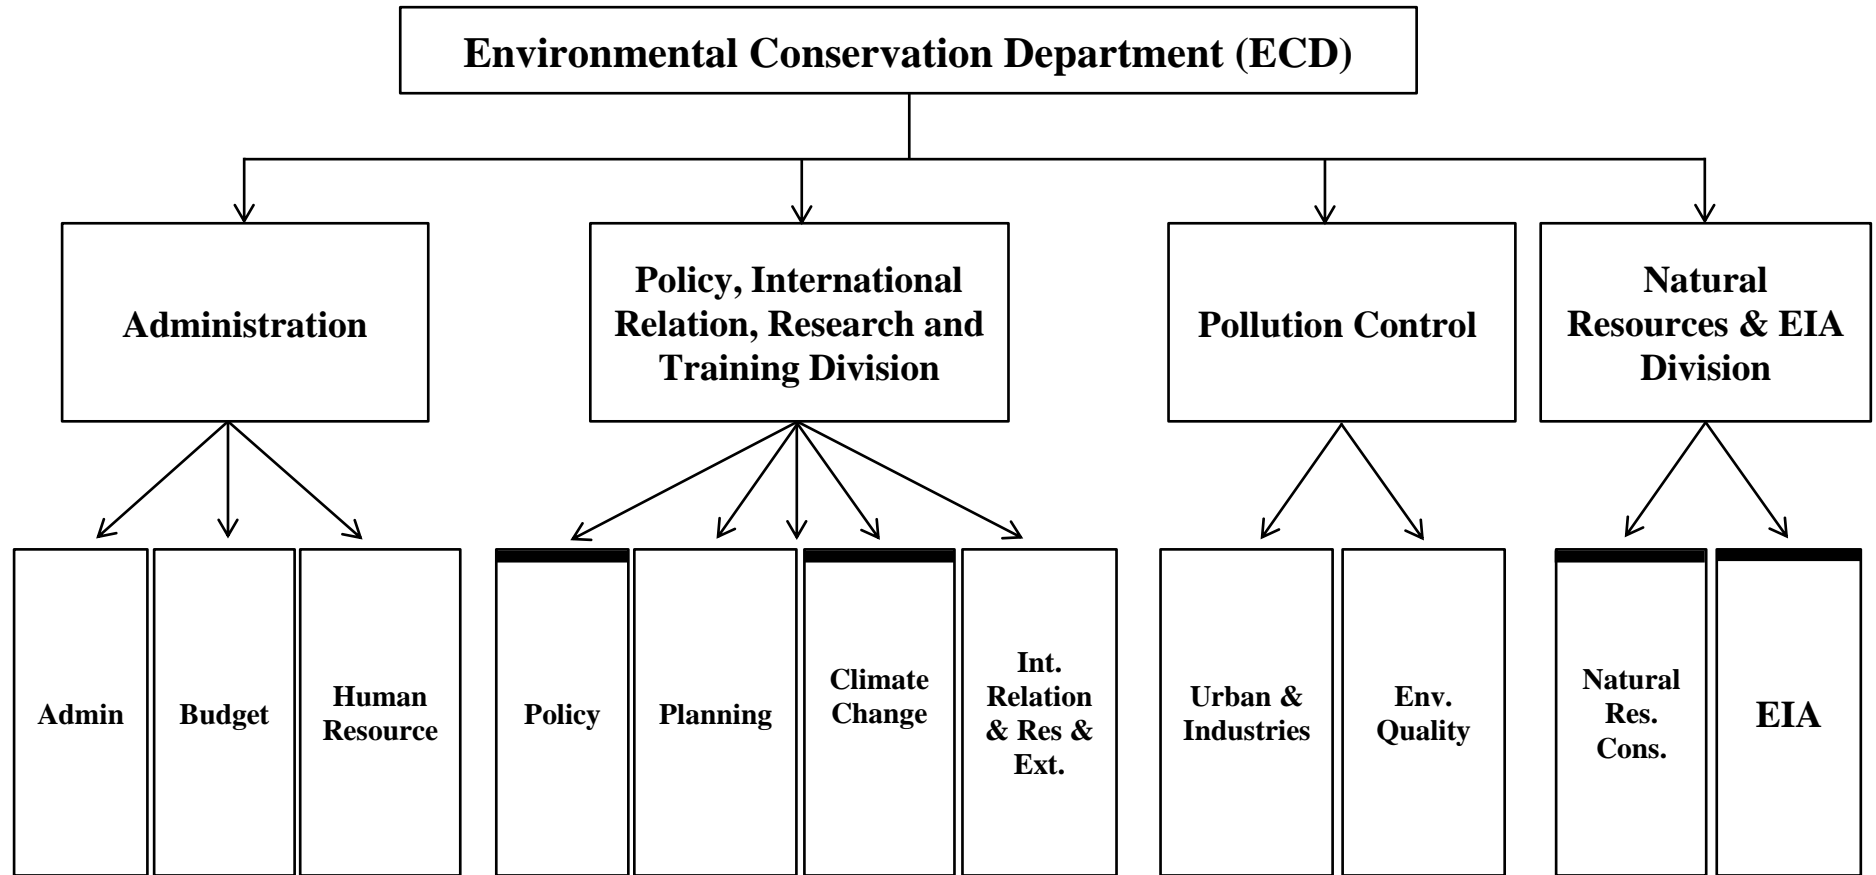 Environmental Conservation Department (ECD)
Administration
Policy, International
Relation, Research and
Training Division
Pollution Control
Natural
Resources & EIA
Division
Admin
Budget
Human
Resource
Policy
Planning
Climate
Change
Int.
Relation
& Res &
Ext.
Urban &
Industries
Env.
Quality
Natural
Res.
Cons.
EIA